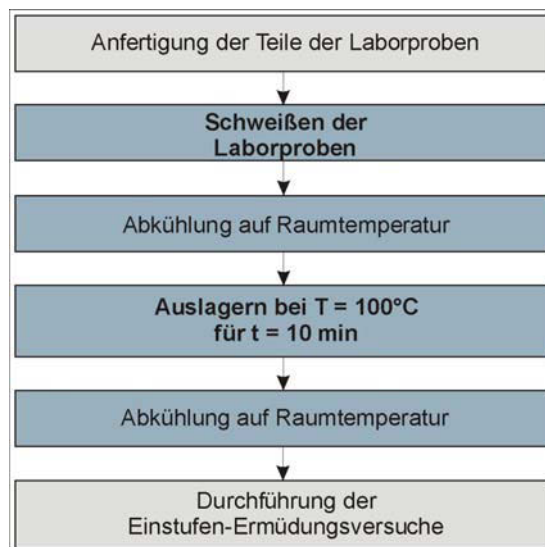 Anfertigung der Teile der Laborproben
Schweißen der
Laborproben
Abkühlung auf Raumtemperatur
Auslagern bei T = 100°C
für t = 10 min
Abkühlung auf Raumtemperatur
Durchführung der
Einstufen-Ermüdungsversuche